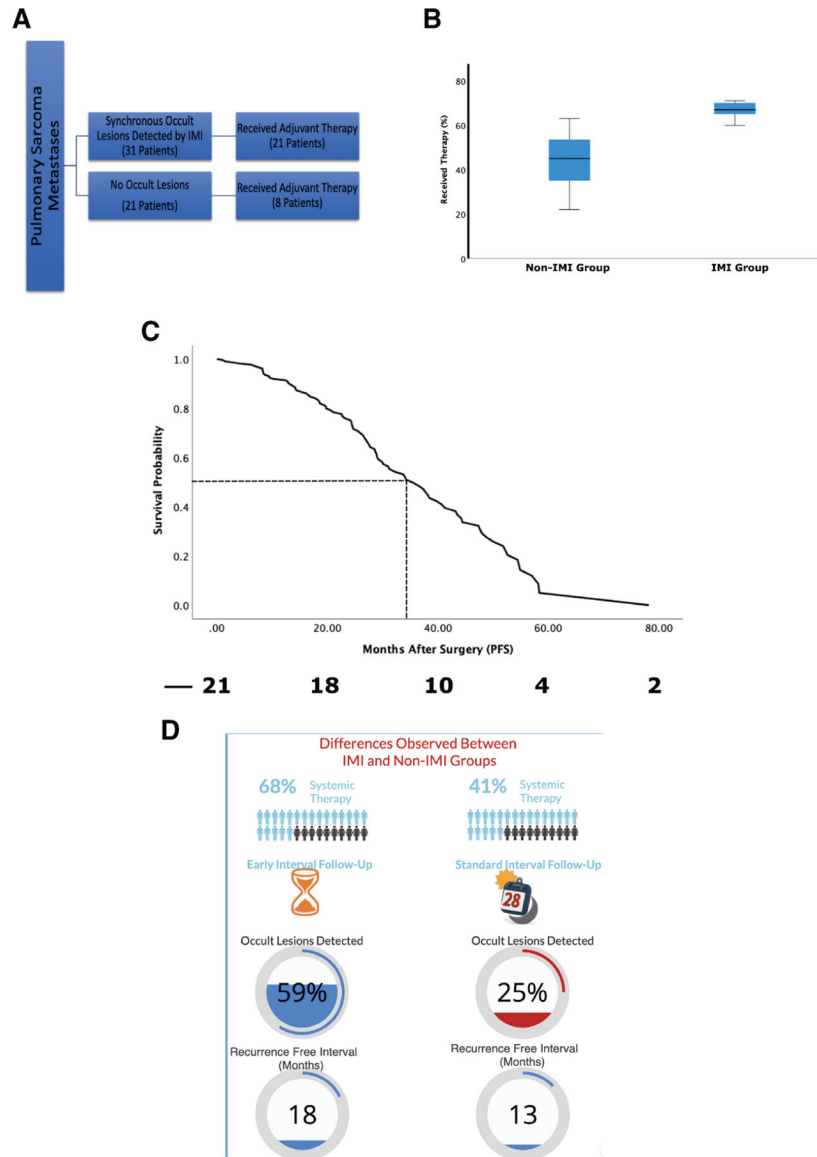 A
Pulmonary Sarcoma
Metastases
Synchronous Occult
Lesions Detected by IMI
(31 Patients)
Received Adjuvant Therapy
(21 Patients)
No Occult Lesions
(21 Patients)
Received Adjuvant Therapy
(8 Patients)
B
Received Therapy (%)
80
60
40
20
0
Non-IMI Group
IMI Group
C
Survival Probability
1.0
0.8
0.6
0.4
0.2
0.0
.00 20.00 40.00 60.00 80.00
Months After Surgery (PFS)
— 21 18 10 4 2
D
Differences Observed Between
IMI and Non-IMI Groups
68% Systemic
Therapy
Early Interval Follow-Up
Occult Lesions Detected
59%
Recurrence Free Interval
(Months)
18
41% Systemic
Therapy
Standard Interval Follow-Up
28
Occult Lesions Detected
25%
Recurrence Free Interval
(Months)
13